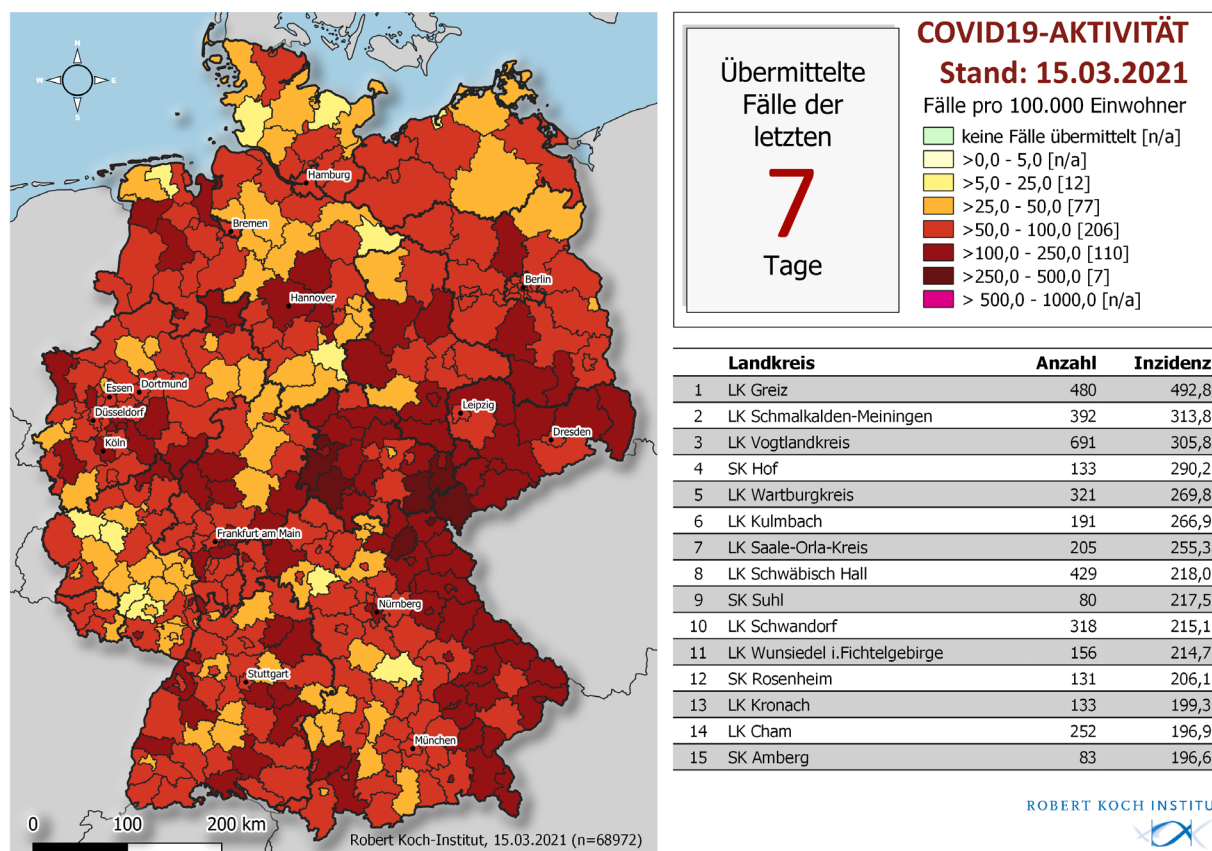 N
W
E
S
Hamburg
Bremen
Berlin
Hannover
Essen
Dortmund
Düsseldorf
Köln
Leipzig
Dresden
Frankfurt am Main
Nürnberg
Stuttgart
München
0 100 200 km
Robert Koch-Institut, 15.03.2021 (n=68972)
Übermittelte
Fälle der
letzten
7
Tage
COVID19-AKTIVITÄT
Stand: 15.03.2021
Fälle pro 100.000 Einwohner
keine Fälle übermittelt [n/a]
>0,0 - 5,0 [n/a]
>5,0 - 25,0 [12]
>25,0 - 50,0 [77]
>50,0 - 100,0 [206]
>100,0 - 250,0 [110]
>250,0 - 500,0 [7]
> 500,0 - 1000,0 [n/a]
Landkreis Anzahl Inzidenz
1 LK Greiz 480 492,8
2 LK Schmalkalden-Meiningen 392 313,8
3 LK Vogtlandkreis 691 305,8
4 SK Hof 133 290,2
5 LK Wartburgkreis 321 269,8
6 LK Kulmbach 191 266,9
7 LK Saale-Orla-Kreis 205 255,3
8 LK Schwäbisch Hall 429 218,0
9 SK Suhl 80 217,5
10 LK Schwandorf 318 215,1
11 LK Wunsiedel i.Fichtelgebirge 156 214,7
12 SK Rosenheim 131 206,1
13 LK Kronach 133 199,3
14 LK Cham 252 196,9
15 SK Amberg 83 196,6
ROBERT KOCH INSTITU